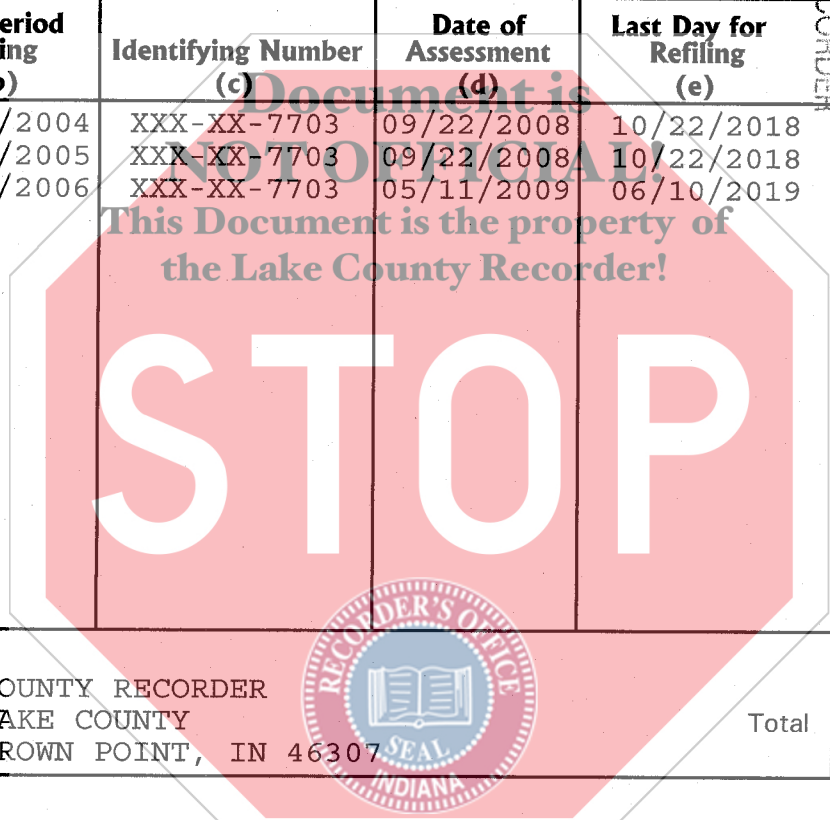 eriod
ing
)
Identifying Number
(c)
Date of
Assessment
(d)
Last Day for
Refiling
(e)
CORDER
/2004 XXX-XX-7703 09/22/2008 10/22/2018
/2005 XXX-XX-7703 09/22/2008 10/22/2018
/2006 XXX-XX-7703 05/11/2009 06/10/2019
Document is
NOT OFFICIAL!
This Document is the property of
the Lake County Recorder!
STOP
OUNTY RECORDER
AKE COUNTY
ROWN POINT, IN 46307
Total
RECORDER'S OFFICE
SEAL
INDIANA